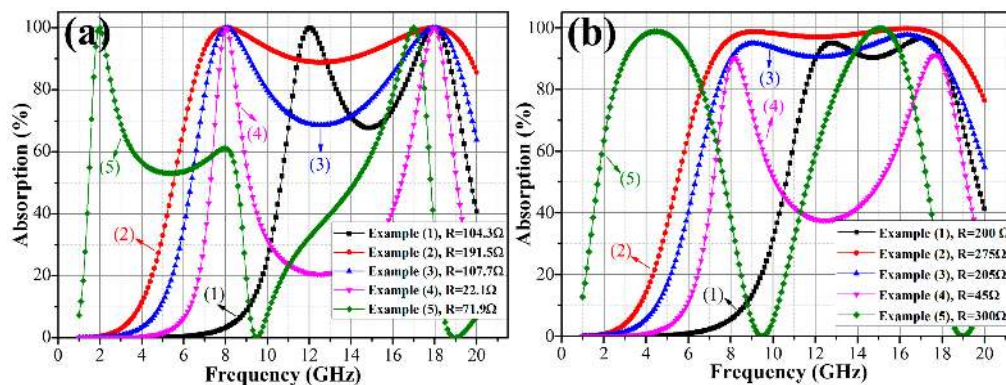 (a)
100
80
60
40
20
0
Absorption (%)
(5)
(4)
(3)
(2)
(1)
Example (1), R=104.3Ω
Example (2), R=191.5Ω
Example (3), R=107.7Ω
Example (4), R=22.1Ω
Example (5), R=71.9Ω
0 2 4 6 8 10 12 14 16 18 20
Frequency (GHz)
(b)
100
80
60
40
20
0
Absorption (%)
(3)
(4)
(5)
(2)
(1)
Example (1), R=200 Ω
Example (2), R=275Ω
Example (3), R=205Ω
Example (4), R=45Ω
Example (5), R=300Ω
0 2 4 6 8 10 12 14 16 18 20
Frequency (GHz)